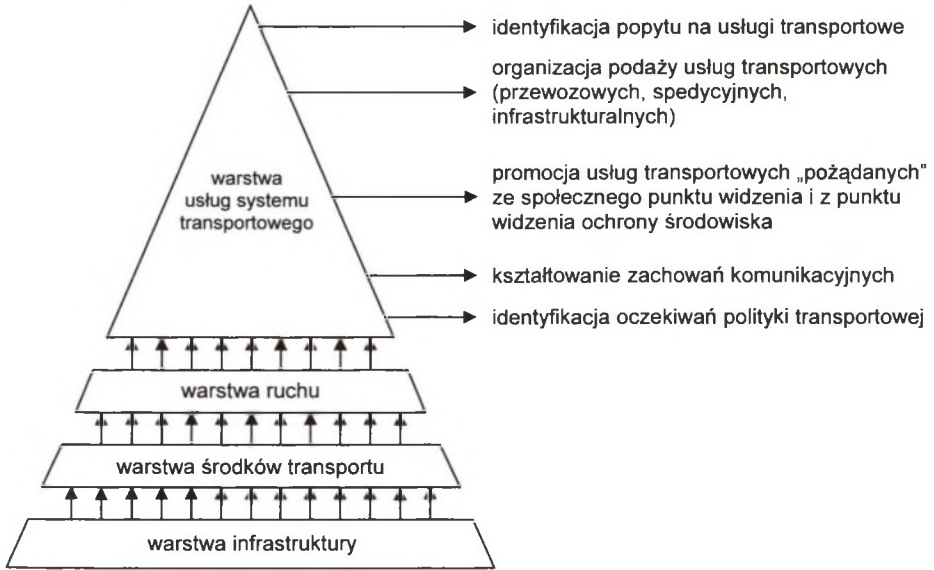 identyfikacja popytu na usługi transportowe
organizacja podaży usług transportowych
(przewozowych, spedycyjnych,
infrastrukturalnych)
warstwa
usług systemu
transportowego
promocja usług transportowych „pożądanych”
ze społecznego punktu widzenia i z punktu
widzenia ochrony środowiska
kształtowanie zachowań komunikacyjnych
identyfikacja oczekiwań polityki transportowej
warstwa ruchu
warstwa środków transportu
warstwa infrastruktury